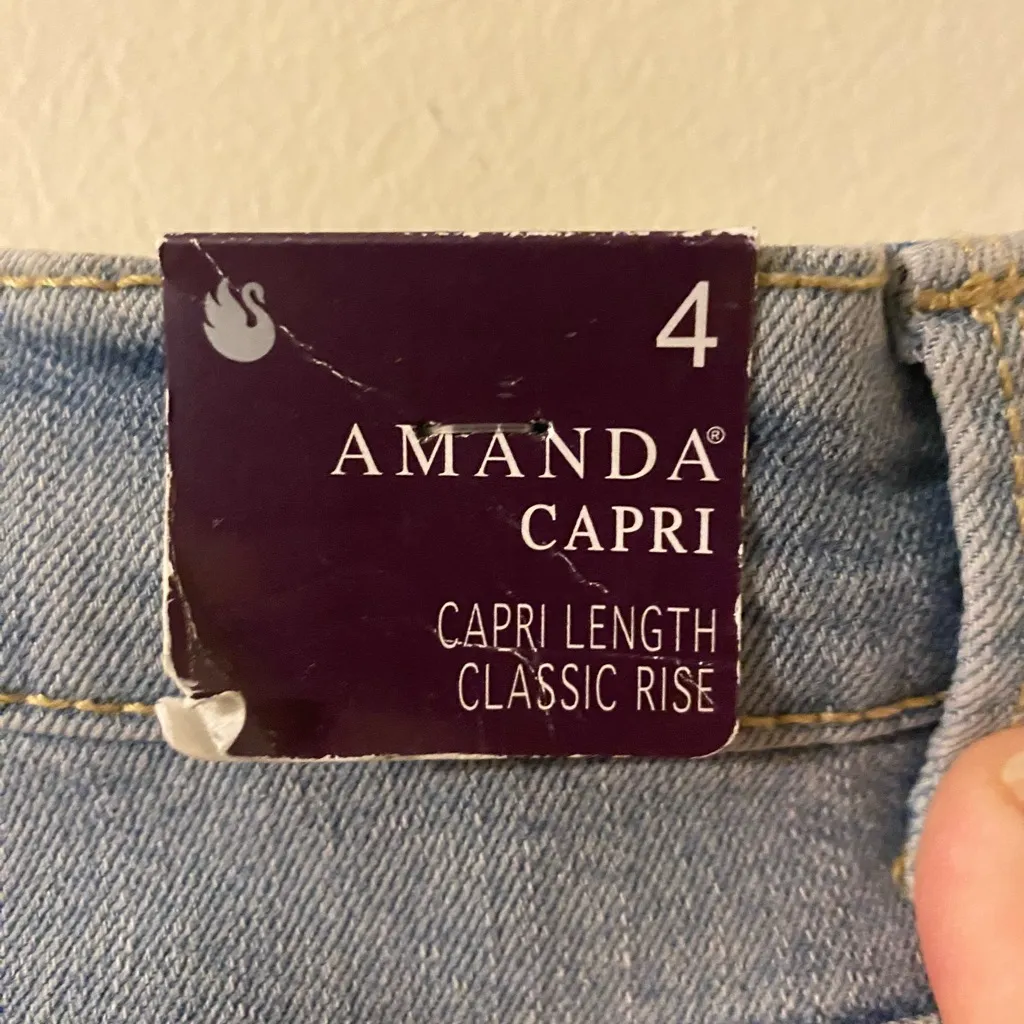 4
AMANDA®
CAPRI
CAPRI LENGTH
CLASSIC RISE